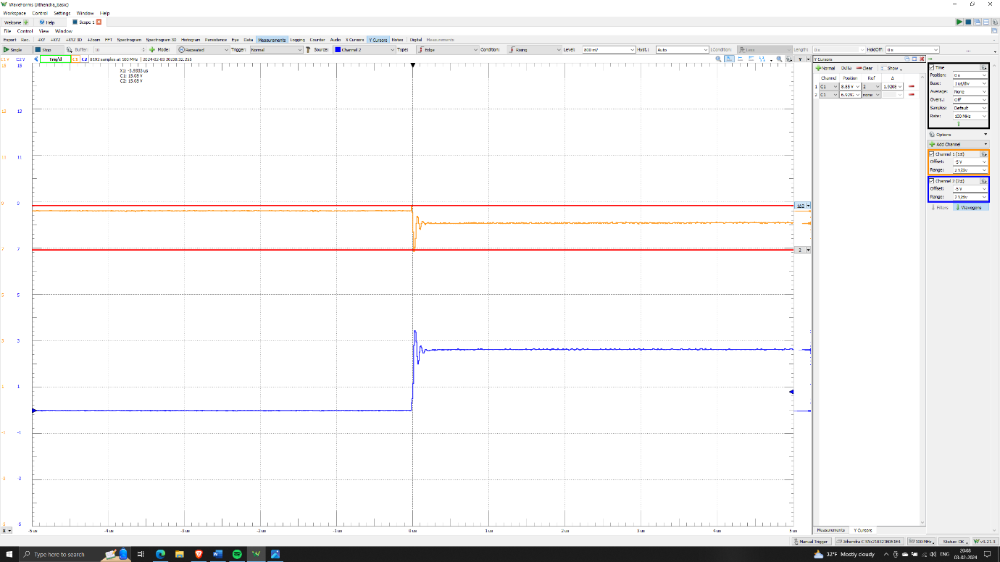 WaveForms (Jithendra_basic)
Workspace Control Settings Window Help
Welcome Help Scope 1
File Control View Window
Export Rec. +XY +XYZ +XYZ 3D +Zoom FFT Spectrogram Spectrogram 3D Histogram Persistence Eye Data Measurements Logging Counter Audio X Cursors Y Cursors Notes Digital Measurements
Single Stop Buffer: 10 Mode: Repeated Trigger: Normal Source: Channel 2 Type: Edge Condition: Rising Level: 800 mV Hyst.: Auto LCondition: Less Length: 0 s HoldOff: 0 s ...
C1 V C2 V Trig'd C1 C2 8192 samples at 100 MHz | 2024-02-03 20:08:32.255 Y
X1: -3.9333 us
C1: 15.08 V
C2: 15.08 V
15 15
13 13
11 11
9 9
7 7
5 5
3 3
1 1
-1 -1
-3 -3
-5 -5
1Δ2
2
X -5 us -4 us -3 us -2 us -1 us 0 us 1 us 2 us 3 us 4 us 5 us
Y Cursors
Normal Delta Clear Show
Channel Position Ref Δ
1 C1 8.85 V 2 1.9208
2 C1 6.929 none
Measurements Y Cursors
Time
Position: 0 s
Base: 1 us/div
Average: None
Overs.: Off
Samples: Default
Rate: 100 MHz
Options
Add Channel
Channel 1 (1±)
Offset: -5 V
Range: 2 V/div
Channel 2 (2±)
Offset: -5 V
Range: 2 V/div
Filters Wavegens
Manual Trigger Jithendra C SN:210321B061E4 100 MHz Status: OK v3.21.3
Type here to search
32°F Mostly cloudy ENG 20:08
03-02-2024